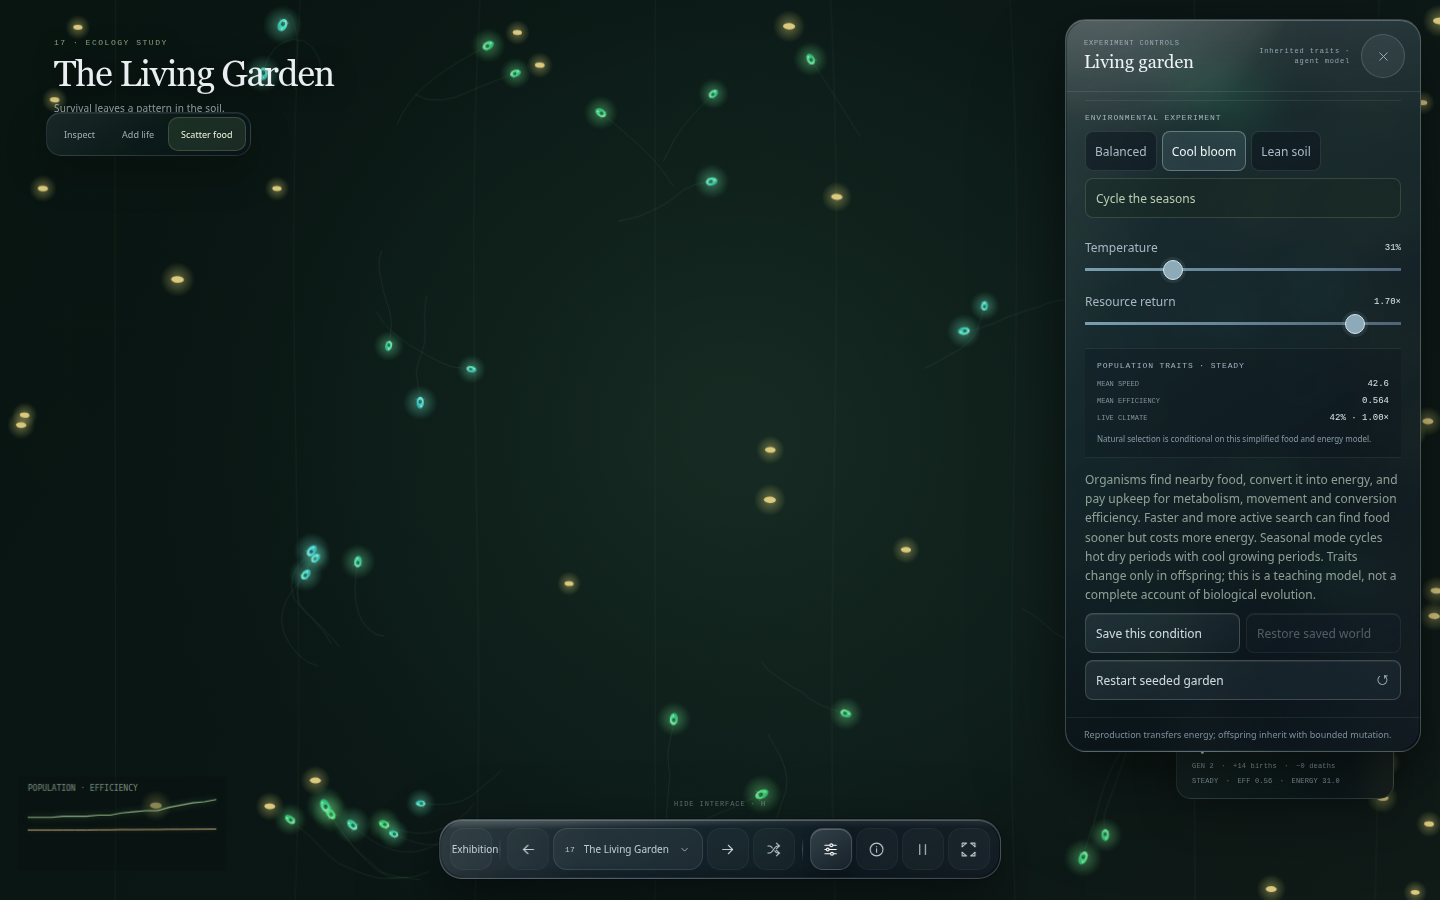 17 · ECOLOGY STUDY
The Living Garden
Survival leaves a pattern in the soil.
Inspect
Add life
Scatter food
EXPERIMENT CONTROLS
Living garden
Inherited traits ·
agent model
ENVIRONMENTAL EXPERIMENT
Balanced
Cool bloom
Lean soil
Cycle the seasons
Temperature
31%
Resource return
1.70×
POPULATION TRAITS · STEADY
MEAN SPEED
42.6
MEAN EFFICIENCY
0.564
LIVE CLIMATE
42% · 1.00×
Natural selection is conditional on this simplified food and energy model.
Organisms find nearby food, convert it into energy, and
pay upkeep for metabolism, movement and conversion
efficiency. Faster and more active search can find food
sooner but costs more energy. Seasonal mode cycles
hot dry periods with cool growing periods. Traits
change only in offspring; this is a teaching model, not a
complete account of biological evolution.
Save this condition
Restore saved world
Restart seeded garden
Reproduction transfers energy; offspring inherit with bounded mutation.
GEN 2 · +14 births · −0 deaths
STEADY · EFF 0.56 · ENERGY 31.0
POPULATION · EFFICIENCY
HIDE INTERFACE · H
Exhibition
17 The Living Garden